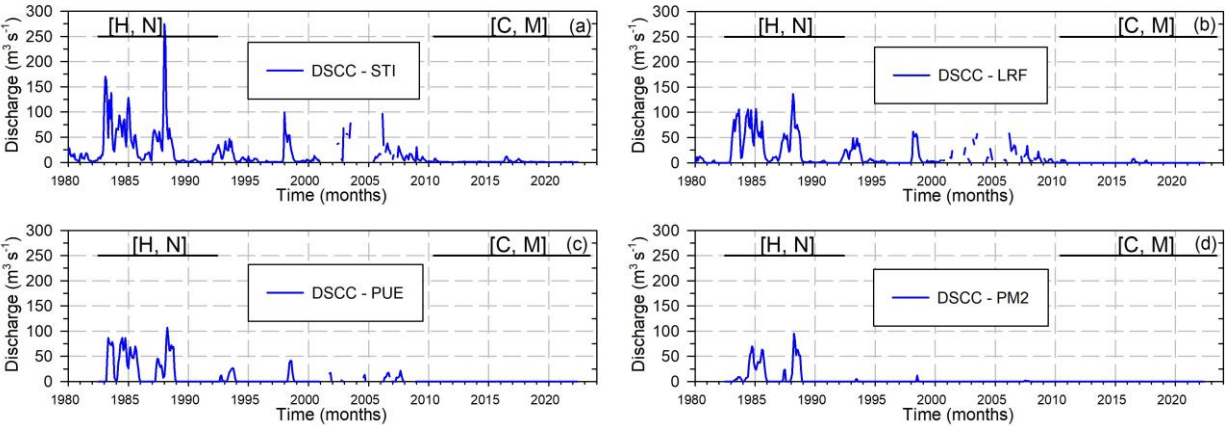 [H, N] [C, M] (a)
Discharge (m³ s⁻¹)
300
250
200
150
100
50
0
DSCC - STI
1980 1985 1990 1995 2000 2005 2010 2015 2020
Time (months)
[H, N] [C, M] (b)
Discharge (m³ s⁻¹)
300
250
200
150
100
50
0
DSCC - LRF
1980 1985 1990 1995 2000 2005 2010 2015 2020
Time (months)
[H, N] [C, M] (c)
Discharge (m³ s⁻¹)
300
250
200
150
100
50
0
DSCC - PUE
1980 1985 1990 1995 2000 2005 2010 2015 2020
Time (months)
[H, N] [C, M] (d)
Discharge (m³ s⁻¹)
300
250
200
150
100
50
0
DSCC - PM2
1980 1985 1990 1995 2000 2005 2010 2015 2020
Time (months)